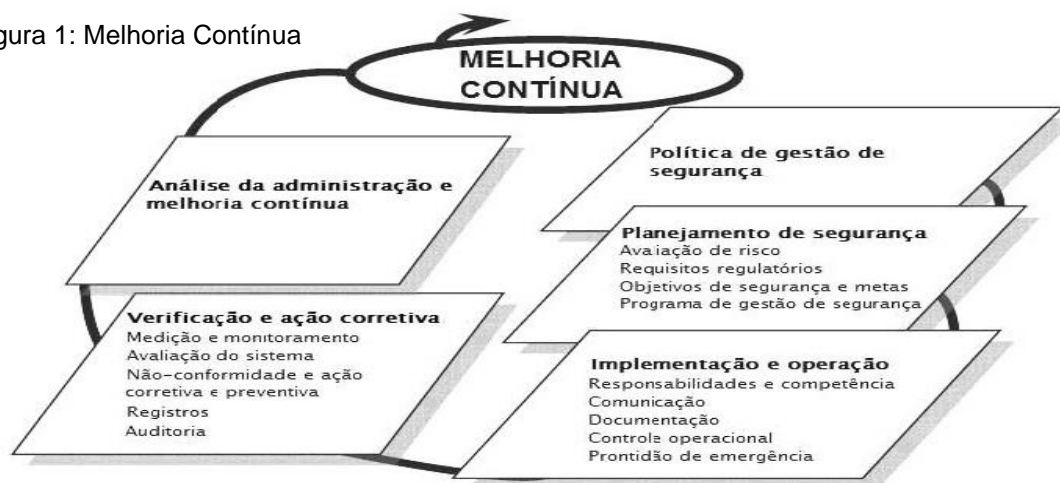 gura 1: Melhoria Contínua
MELHORIA
CONTÍNUA
Política de gestão de
segurança
Planejamento de segurança
Avaliação de risco
Requisitos regulatórios
Objetivos de segurança e metas
Programa de gestão de segurança
Implementação e operação
Responsabilidades e competência
Comunicação
Documentação
Controle operacional
Prontidão de emergência
Verificação e ação corretiva
Medição e monitoramento
Avaliação do sistema
Não-conformidade e ação
corretiva e preventiva
Registros
Auditoria
Análise da administração e
melhoria contínua